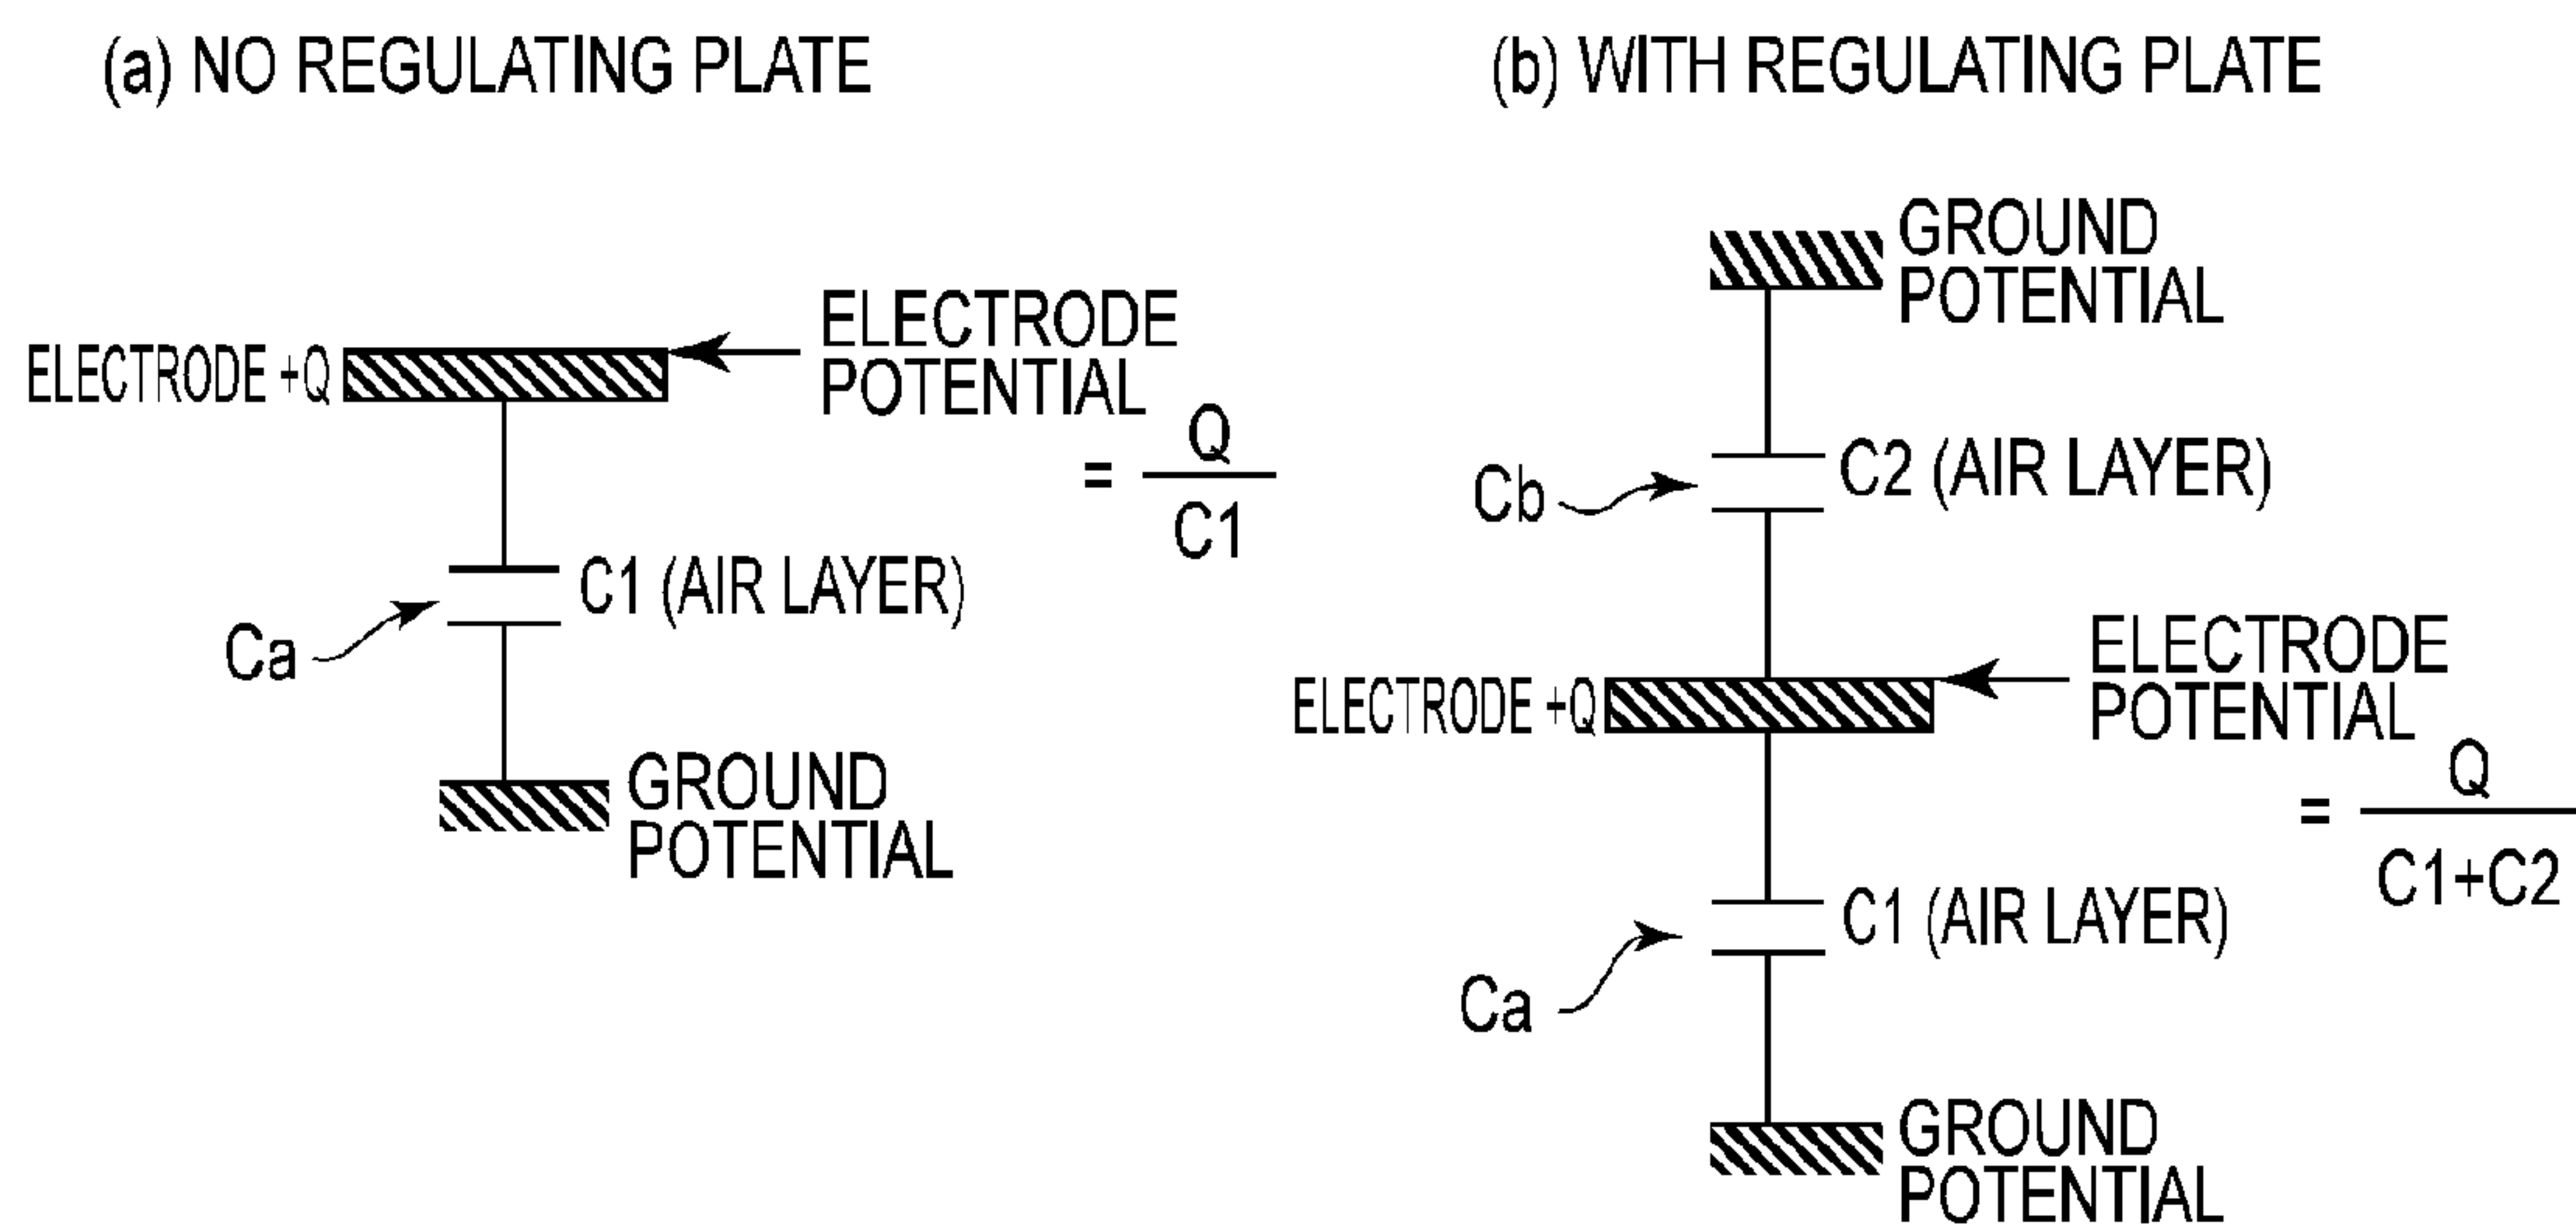 (a) NO REGULATING PLATE
ELECTRODE +Q
ELECTRODE
POTENTIAL
= Q
C1
C1 (AIR LAYER)
Ca
GROUND
POTENTIAL
(b) WITH REGULATING PLATE
GROUND
POTENTIAL
C2 (AIR LAYER)
Cb
ELECTRODE +Q
ELECTRODE
POTENTIAL
= Q
C1+C2
C1 (AIR LAYER)
Ca
GROUND
POTENTIAL